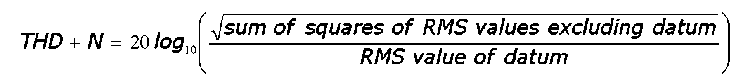 THD + N = 20 log₁₀(√sum of squares of RMS values excluding datum / RMS value of datum)